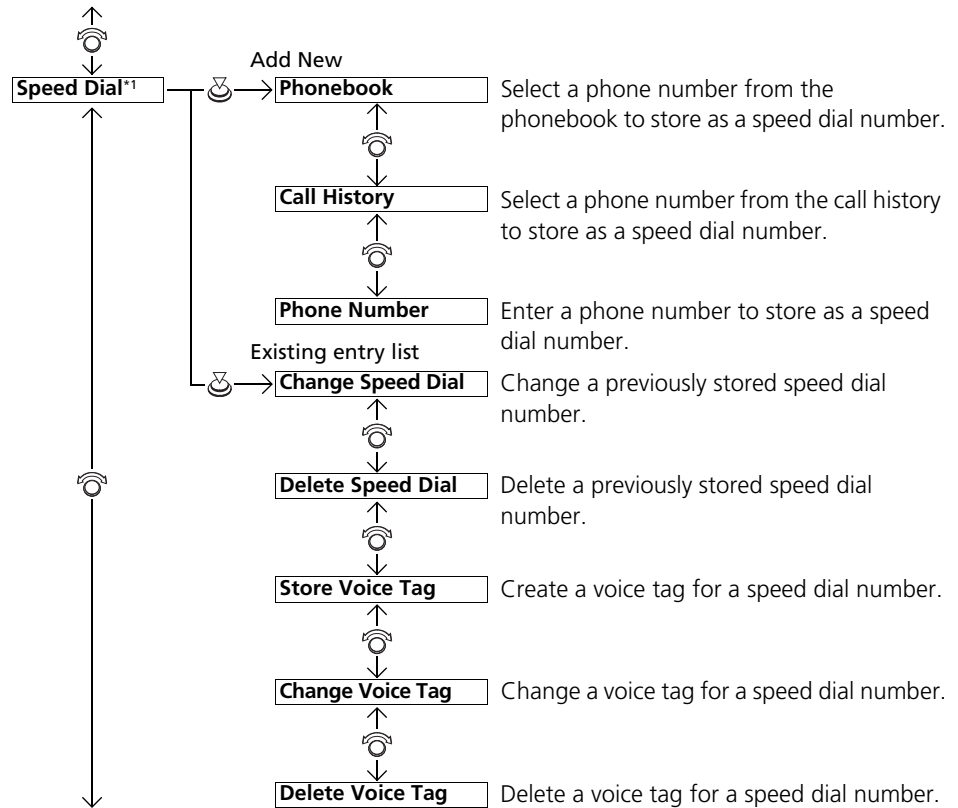 Add New
Speed Dial*1
Phonebook
Select a phone number from the
phonebook to store as a speed dial number.
Call History
Select a phone number from the call history
to store as a speed dial number.
Phone Number
Enter a phone number to store as a speed
dial number.
Existing entry list
Change Speed Dial
Change a previously stored speed dial
number.
Delete Speed Dial
Delete a previously stored speed dial
number.
Store Voice Tag
Create a voice tag for a speed dial number.
Change Voice Tag
Change a voice tag for a speed dial number.
Delete Voice Tag
Delete a voice tag for a speed dial number.